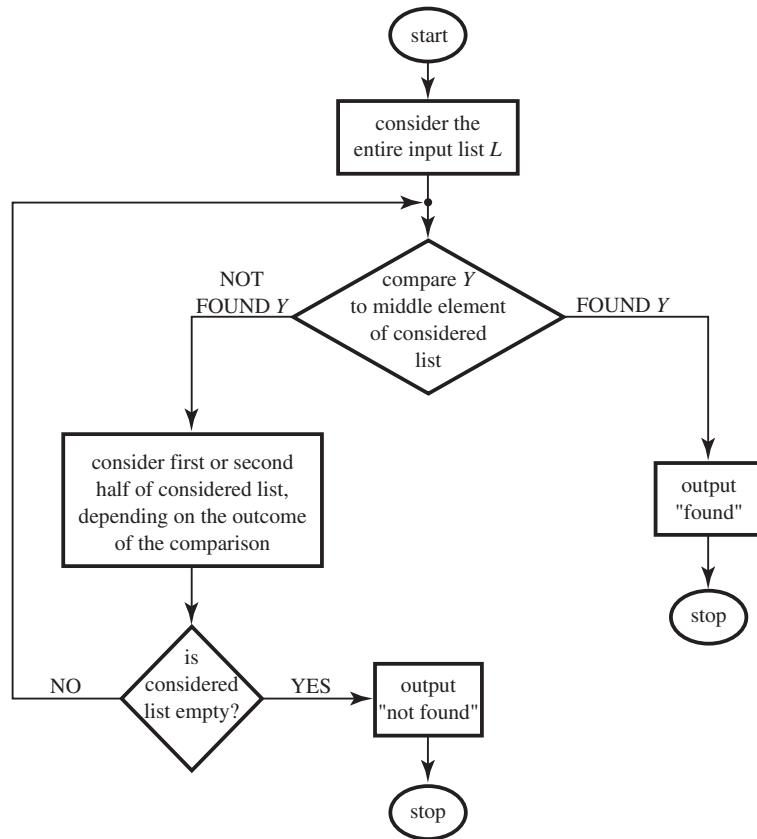 start
consider the
entire input list L
compare Y
to middle element
of considered
list
NOT
FOUND Y
FOUND Y
consider first or second
half of considered list,
depending on the outcome
of the comparison
output
"found"
stop
is
considered
list empty?
NO
YES
output
"not found"
stop